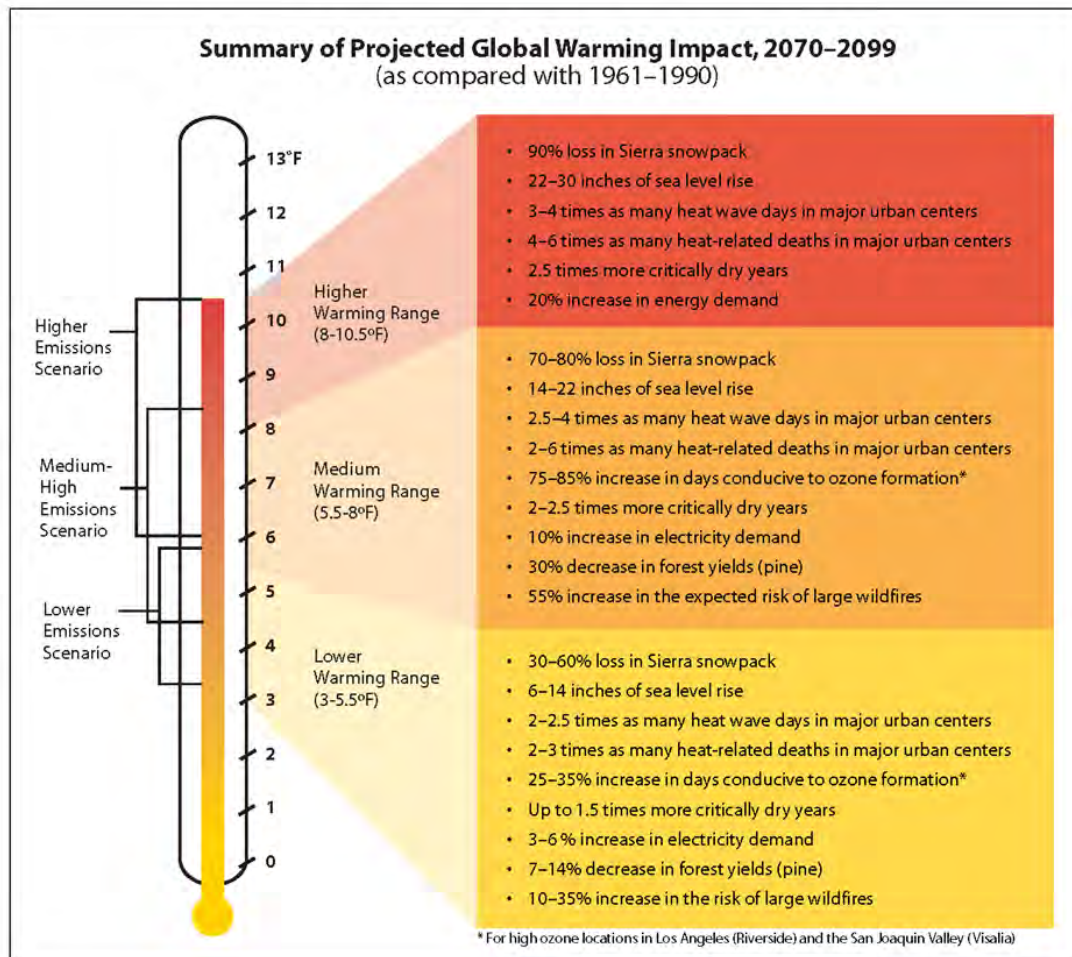 Summary of Projected Global Warming Impact, 2070–2099
(as compared with 1961–1990)
13˚F
12
11
10
9
8
7
6
5
4
3
2
1
0
Higher
Emissions
Scenario
Medium-
High
Emissions
Scenario
Lower
Emissions
Scenario
Higher
Warming Range
(8-10.5ºF)
• 90% loss in Sierra snowpack
• 22–30 inches of sea level rise
• 3–4 times as many heat wave days in major urban centers
• 4–6 times as many heat-related deaths in major urban centers
• 2.5 times more critically dry years
• 20% increase in energy demand
Medium
Warming Range
(5.5-8ºF)
• 70–80% loss in Sierra snowpack
• 14–22 inches of sea level rise
• 2.5–4 times as many heat wave days in major urban centers
• 2–6 times as many heat-related deaths in major urban centers
• 75–85% increase in days conducive to ozone formation*
• 2–2.5 times more critically dry years
• 10% increase in electricity demand
• 30% decrease in forest yields (pine)
• 55% increase in the expected risk of large wildfires
Lower
Warming Range
(3-5.5ºF)
• 30–60% loss in Sierra snowpack
• 6–14 inches of sea level rise
• 2–2.5 times as many heat wave days in major urban centers
• 2–3 times as many heat-related deaths in major urban centers
• 25–35% increase in days conducive to ozone formation*
• Up to 1.5 times more critically dry years
• 3–6 % increase in electricity demand
• 7–14% decrease in forest yields (pine)
• 10–35% increase in the risk of large wildfires
* For high ozone locations in Los Angeles (Riverside) and the San Joaquin Valley (Visalia)